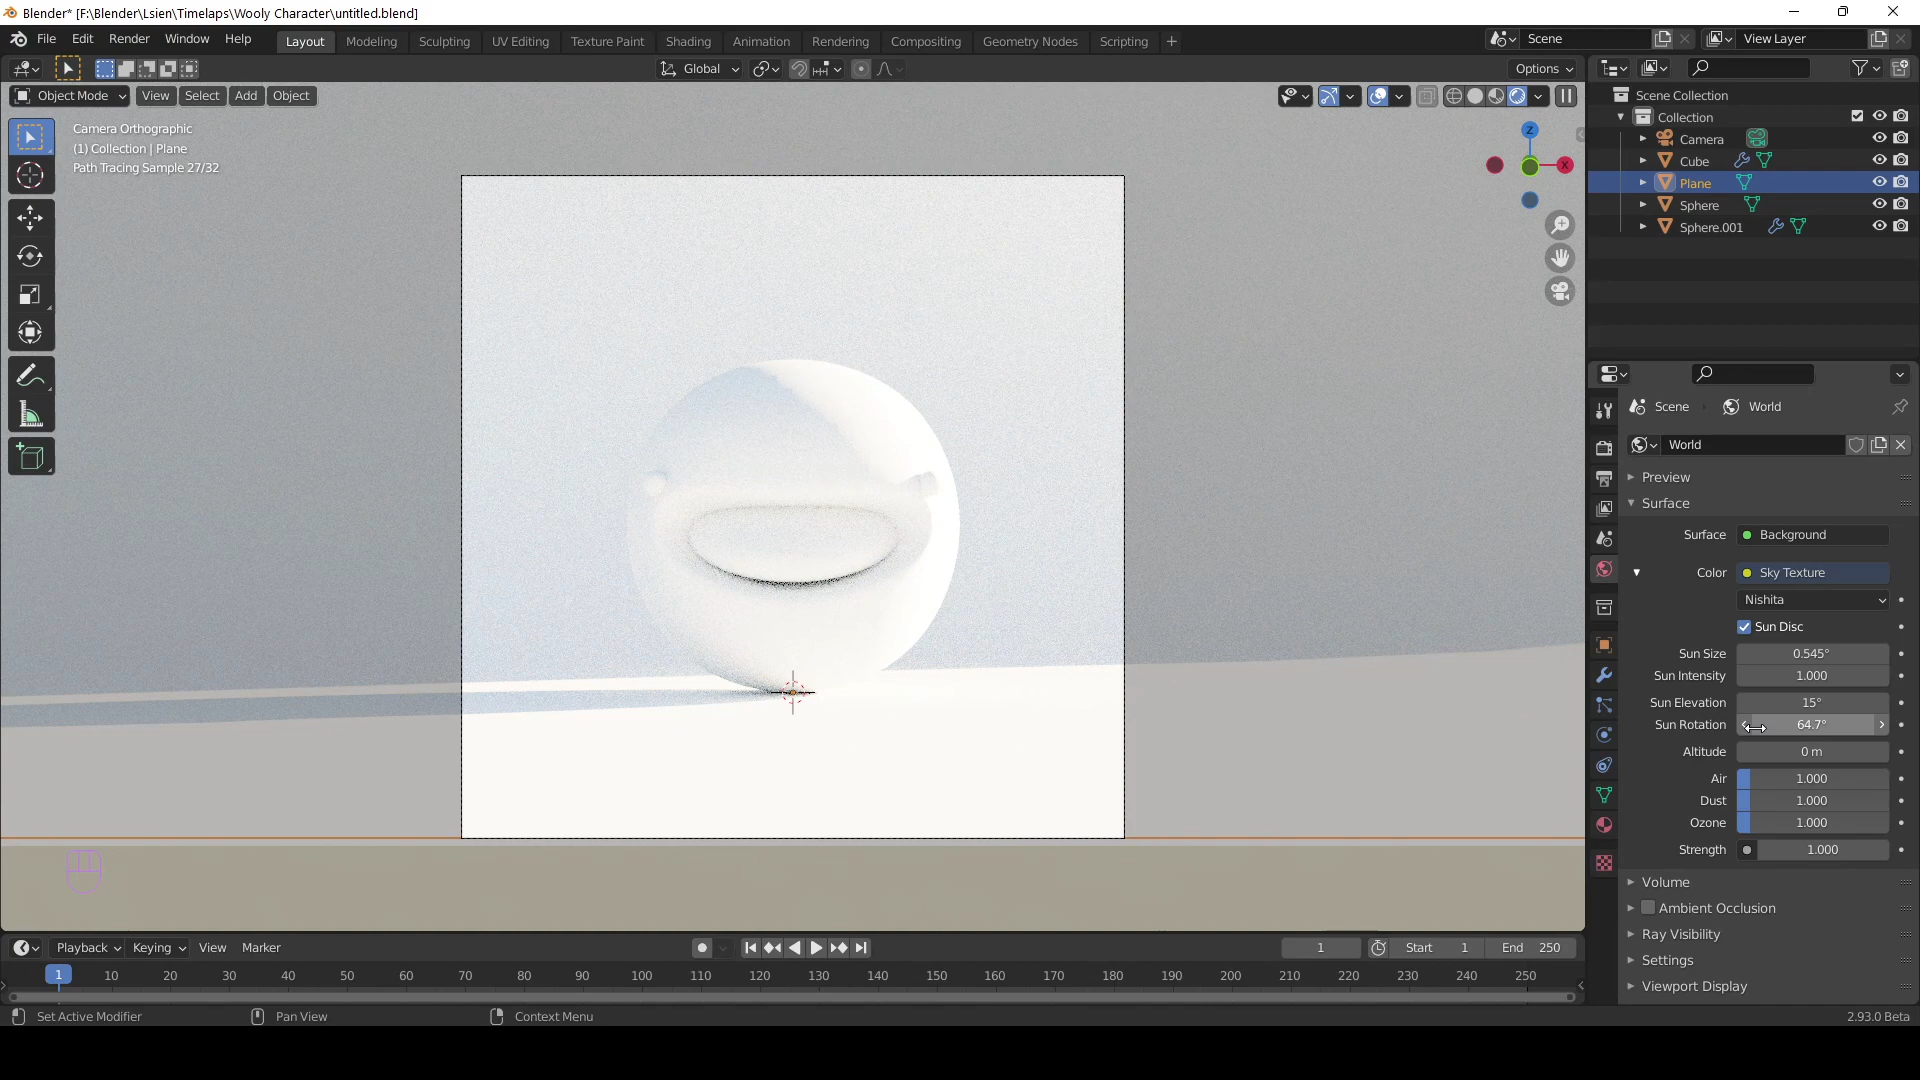 Blender* [F:\Blender\Lsien\Timelaps\Wooly Character\untitled.blend]
File Edit Render Window Help Layout Modeling Sculpting UV Editing Texture Paint Shading Animation Rendering Compositing Geometry Nodes Scripting + Scene View Layer
Global Options
Object Mode View Select Add Object
Camera Orthographic
(1) Collection | Plane
Path Tracing Sample 27/32
Z
X
Scene Collection
Collection
Camera
Cube
Plane
Sphere
Sphere.001
Scene World
World
Preview
Surface
Surface Background
Color Sky Texture
Nishita
Sun Disc
Sun Size 0.545°
Sun Intensity 1.000
Sun Elevation 15°
Sun Rotation 64.7°
Altitude 0 m
Air 1.000
Dust 1.000
Ozone 1.000
Strength 1.000
Volume
Ambient Occlusion
Ray Visibility
Settings
Viewport Display
Playback Keying View Marker 1 Start 1 End 250
1 10 20 30 40 50 60 70 80 90 100 110 120 130 140 150 160 170 180 190 200 210 220 230 240 250
Set Active Modifier Pan View Context Menu 2.93.0 Beta